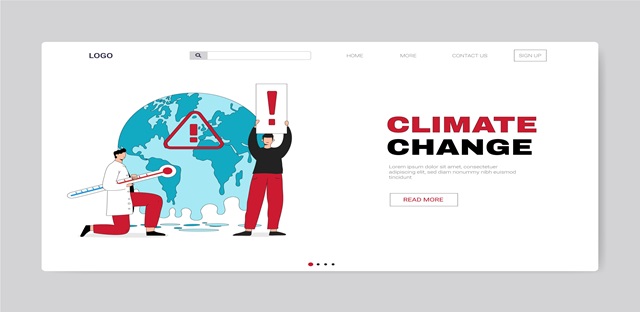 LOGO
HOME
MORE
CONTACT US
SIGN UP
!
!
CLIMATE
CHANGE
Lorem ipsum dolor sit amet, consectetuer
adipiscing elit, sed diam nonummy nibh euismod
tincidunt
READ MORE